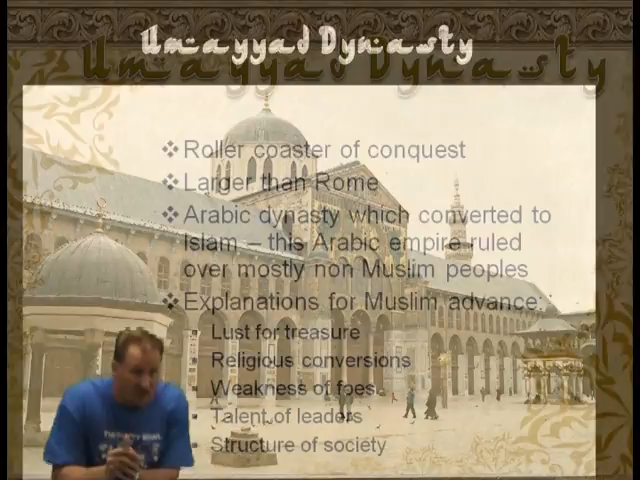 Umayyad Dynasty
Roller coaster of conquest
Larger than Rome
Arabic dynasty which converted to
Islam – this Arabic empire ruled
over mostly non Muslim peoples
Explanations for Muslim advance:
Lust for treasure
Religious conversions
Weakness of foes
Talent of leaders
Structure of society